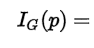 I_G(p) =